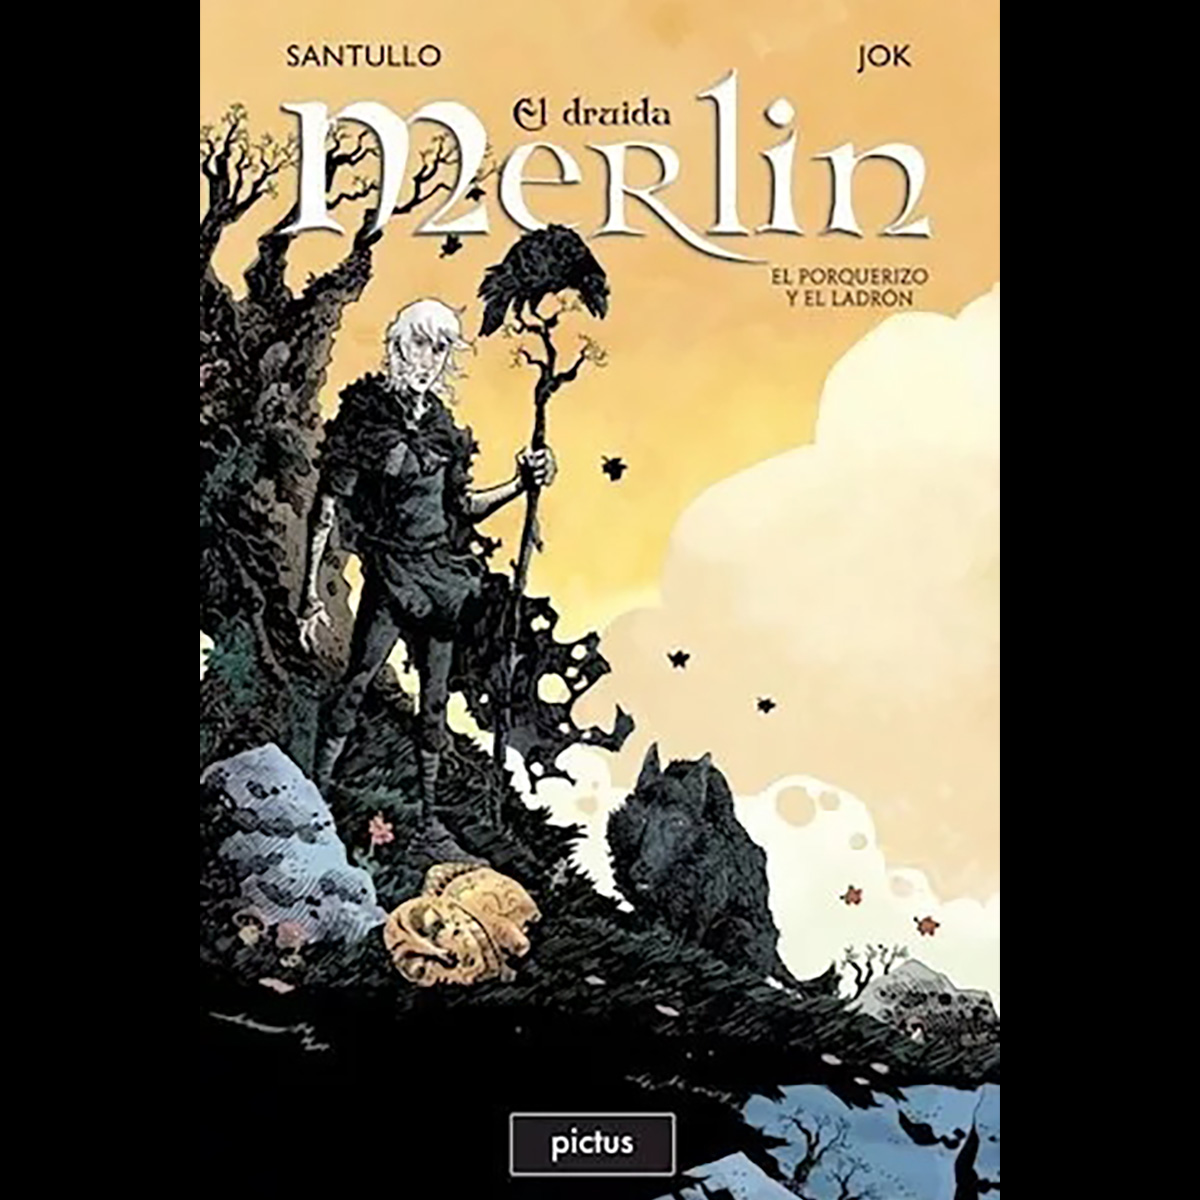 SANTULLO JOK
El druida
Merlin
EL PORQUERIZO
Y EL LADRÓN
pictus